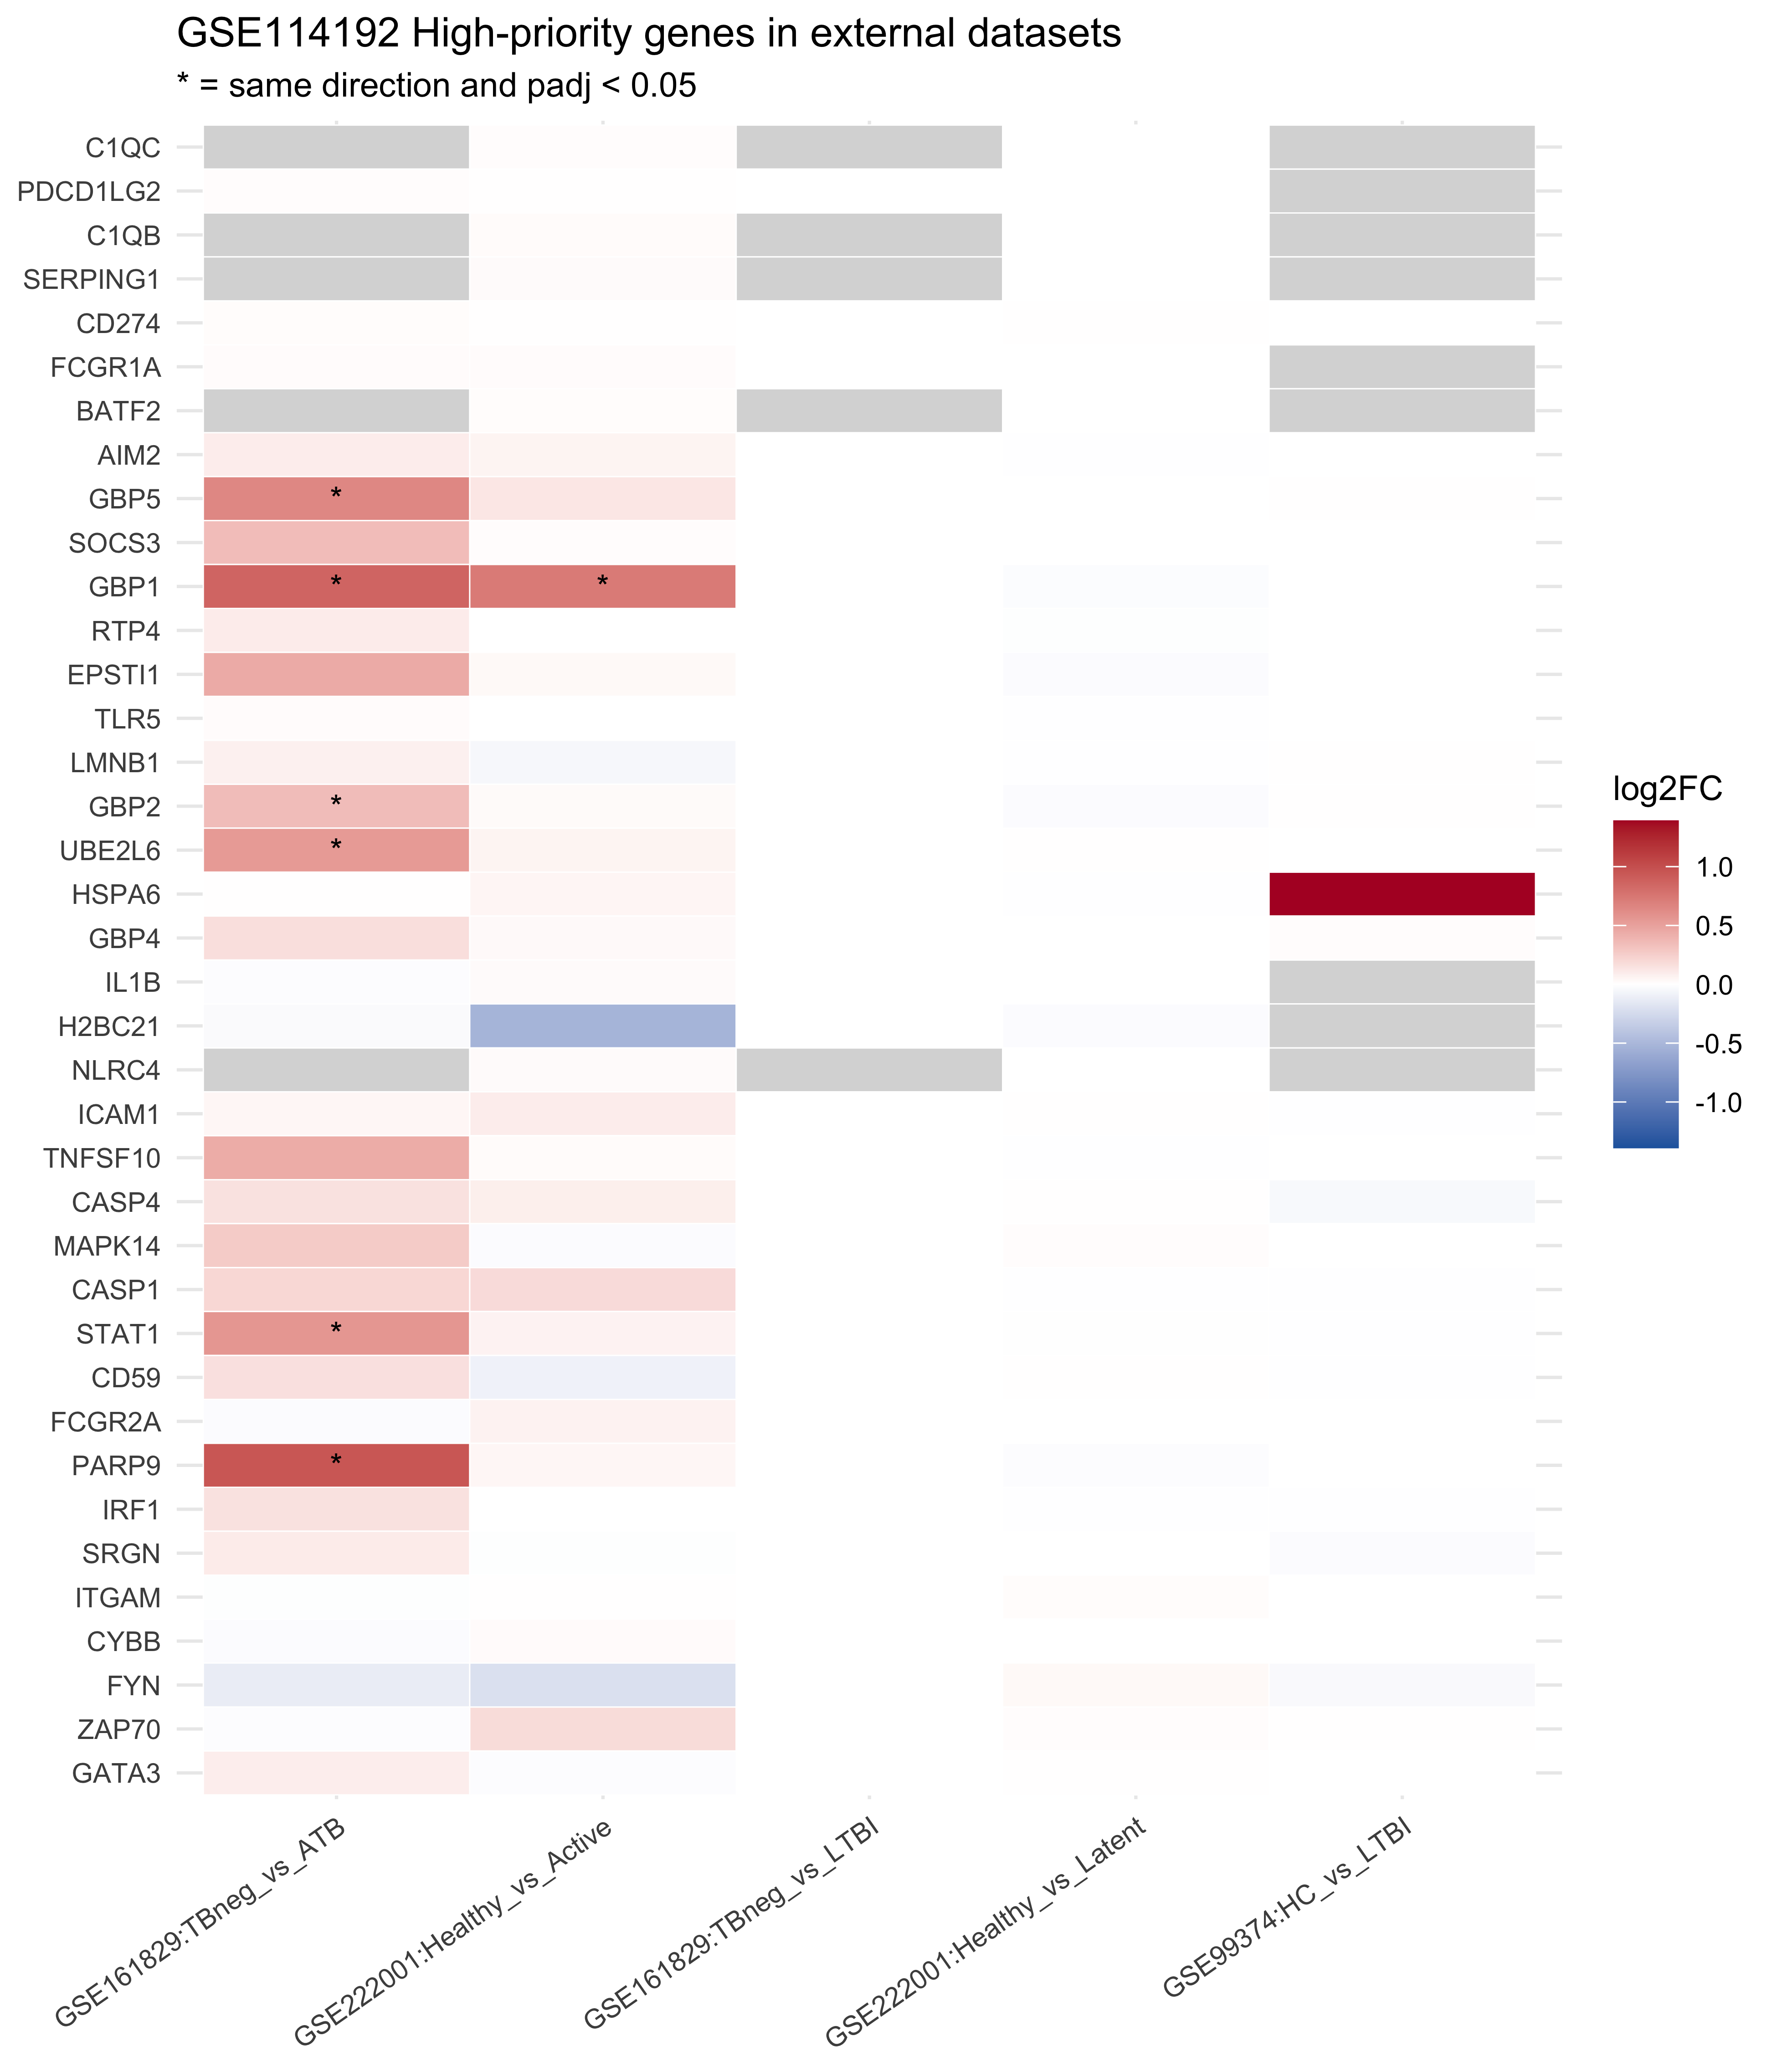 GSE114192 High-priority genes in external datasets
* = same direction and padj < 0.05
C1QC
PDCD1LG2
C1QB
SERPING1
CD274
FCGR1A
BATF2
AIM2
GBP5 *
SOCS3
GBP1 * *
RTP4
EPSTI1
TLR5
LMNB1
GBP2 *
UBE2L6 *
HSPA6
GBP4
IL1B
H2BC21
NLRC4
ICAM1
TNFSF10
CASP4
MAPK14
CASP1
STAT1 *
CD59
FCGR2A
PARP9 *
IRF1
SRGN
ITGAM
CYBB
FYN
ZAP70
GATA3
GSE161829:TBneg_vs_ATB
GSE222001:Healthy_vs_Active
GSE161829:TBneg_vs_LTBI
GSE222001:Healthy_vs_Latent
GSE99374:HC_vs_LTBI
log2FC
1.0
0.5
0.0
-0.5
-1.0